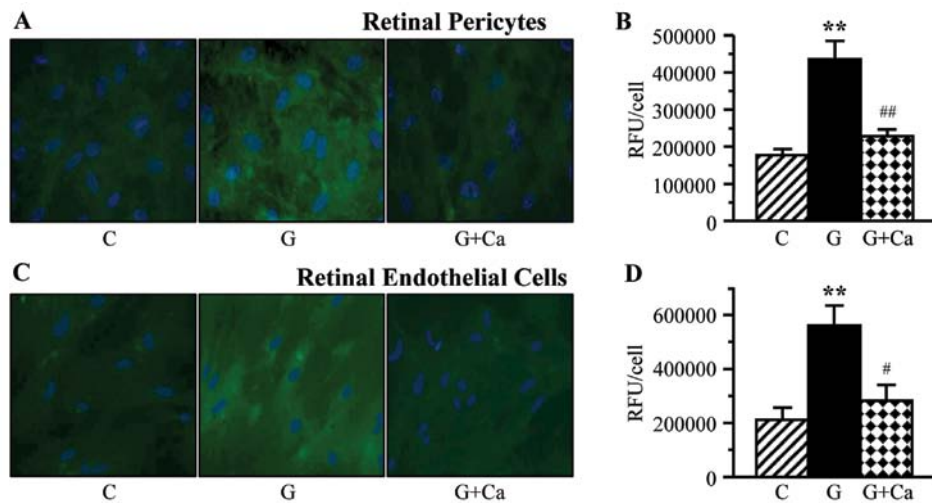 A Retinal Pericytes
C G G+Ca
B
RFU/cell
500000
400000
300000
200000
100000
0
**
##
C G G+Ca
C Retinal Endothelial Cells
C G G+Ca
D
RFU/cell
600000
400000
200000
0
**
#
C G G+Ca